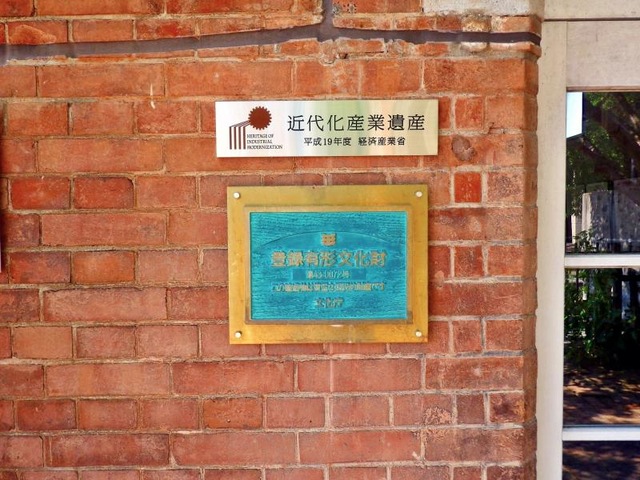 近代化産業遺産
平成19年度 経済産業省
HERITAGE OF
INDUSTRIAL
MODERNIZATION
登録有形文化財
文化庁